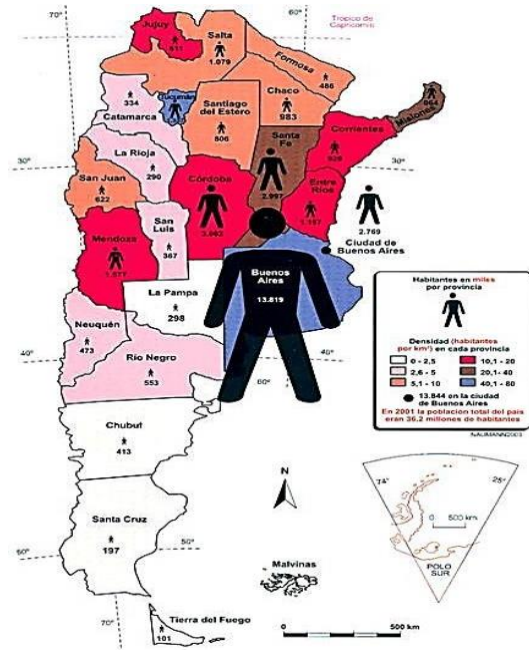 70°
60°
Trópico de
Capricornio
Jujuy
611
Salta
1.079
Formosa
486
Tucumán
334
Catamarca
Santiago
del Estero
806
Chaco
983
Misiones
964
Santa
Fe
2.997
Corrientes
La Rioja
290
30°
30°
San Juan
622
Córdoba
3.063
Entre
Ríos
1.157
2.769
Ciudad de
Buenos Aires
San
Luis
367
Mendoza
1.577
Buenos
Aires
13.819
La Pampa
298
Neuquén
473
Río Negro
553
40°
40°
60°
Habitantes en miles
por provincia
Densidad (habitantes
por km²) en cada provincia
0 - 2,5
10,1 - 20
2,6 - 5
20,1- 40
5,1 - 10
40,1 - 80
13.844 en la ciudad
de Buenos Aires
En 2001 la población total del país
eran 36,2 millones de habitantes
NAUMANN2003
Chubut
413
N
74°
25°
0 500 km
POLO
SUR
Santa Cruz
197
50°
50°
Malvinas
Tierra del Fuego
101
70°
0
500 km